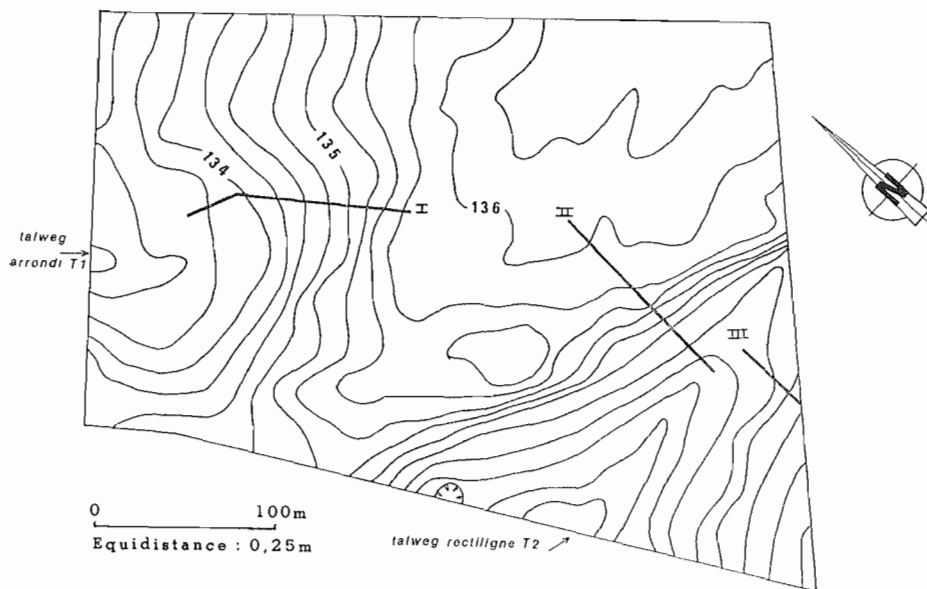 135
134
I
136
II
N
talweg
arrondi T1
III
0 100m
Equidistance : 0,25m
talweg rectiligne T2